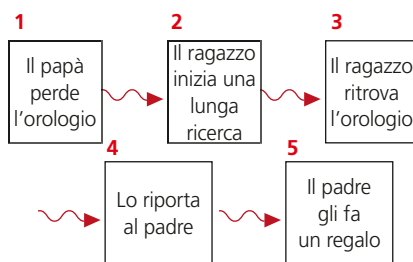 1
Il papà
perde
l'orologio
2
Il ragazzo
inizia una
lunga
ricerca
3
Il ragazzo
ritrova
l'orologio
4
Lo riporta
al padre
5
Il padre
gli fa
un regalo